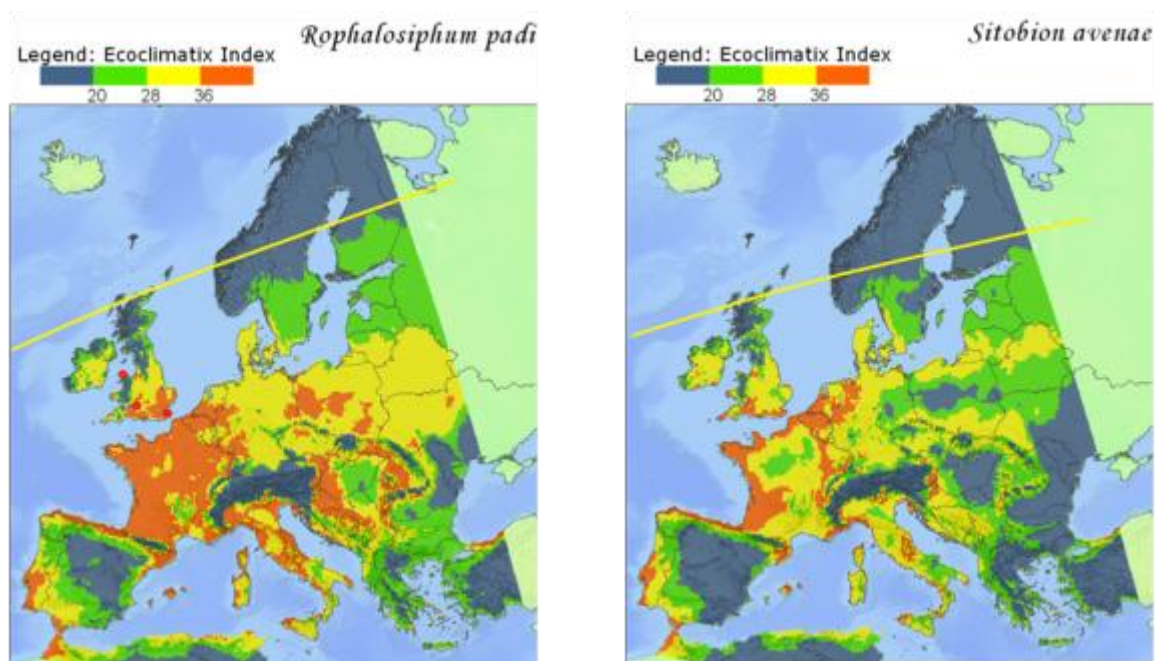 Rophalosiphum padi
Legend: Ecoclimatix Index
20 28 36
Sitobion avenae
Legend: Ecoclimatix Index
20 28 36